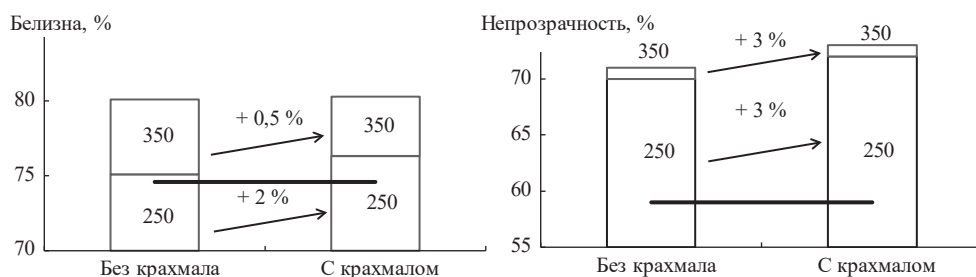 Белизна, %
80
75
70
350
350
250
250
+ 0,5 %
+ 2 %
Без крахмала
С крахмалом
Непрозрачность, %
70
65
60
55
350
350
250
250
+ 3 %
+ 3 %
Без крахмала
С крахмалом